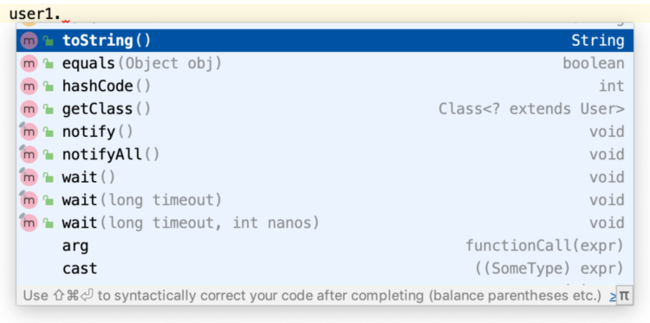 user1.
m toString() String
m equals(Object obj) boolean
m hashCode() int
m getClass() Class<? extends User>
m notify() void
m notifyAll() void
m wait() void
m wait(long timeout) void
m wait(long timeout, int nanos) void
arg functionCall(expr)
cast ((SomeType) expr)
Use ⇧⌘⏎ to syntactically correct your code after completing (balance parentheses etc.) ≥ π